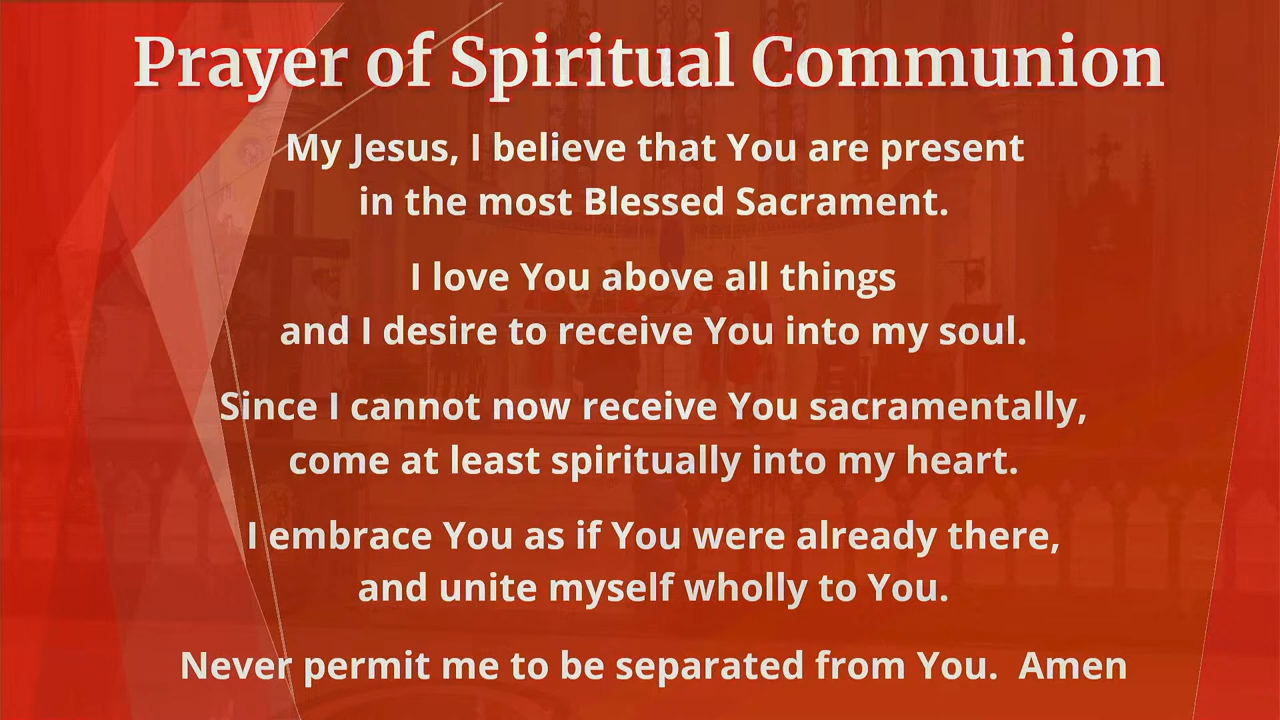 Prayer of Spiritual Communion
My Jesus, I believe that You are present
in the most Blessed Sacrament.
I love You above all things
and I desire to receive You into my soul.
Since I cannot now receive You sacramentally,
come at least spiritually into my heart.
I embrace You as if You were already there,
and unite myself wholly to You.
Never permit me to be separated from You.  Amen